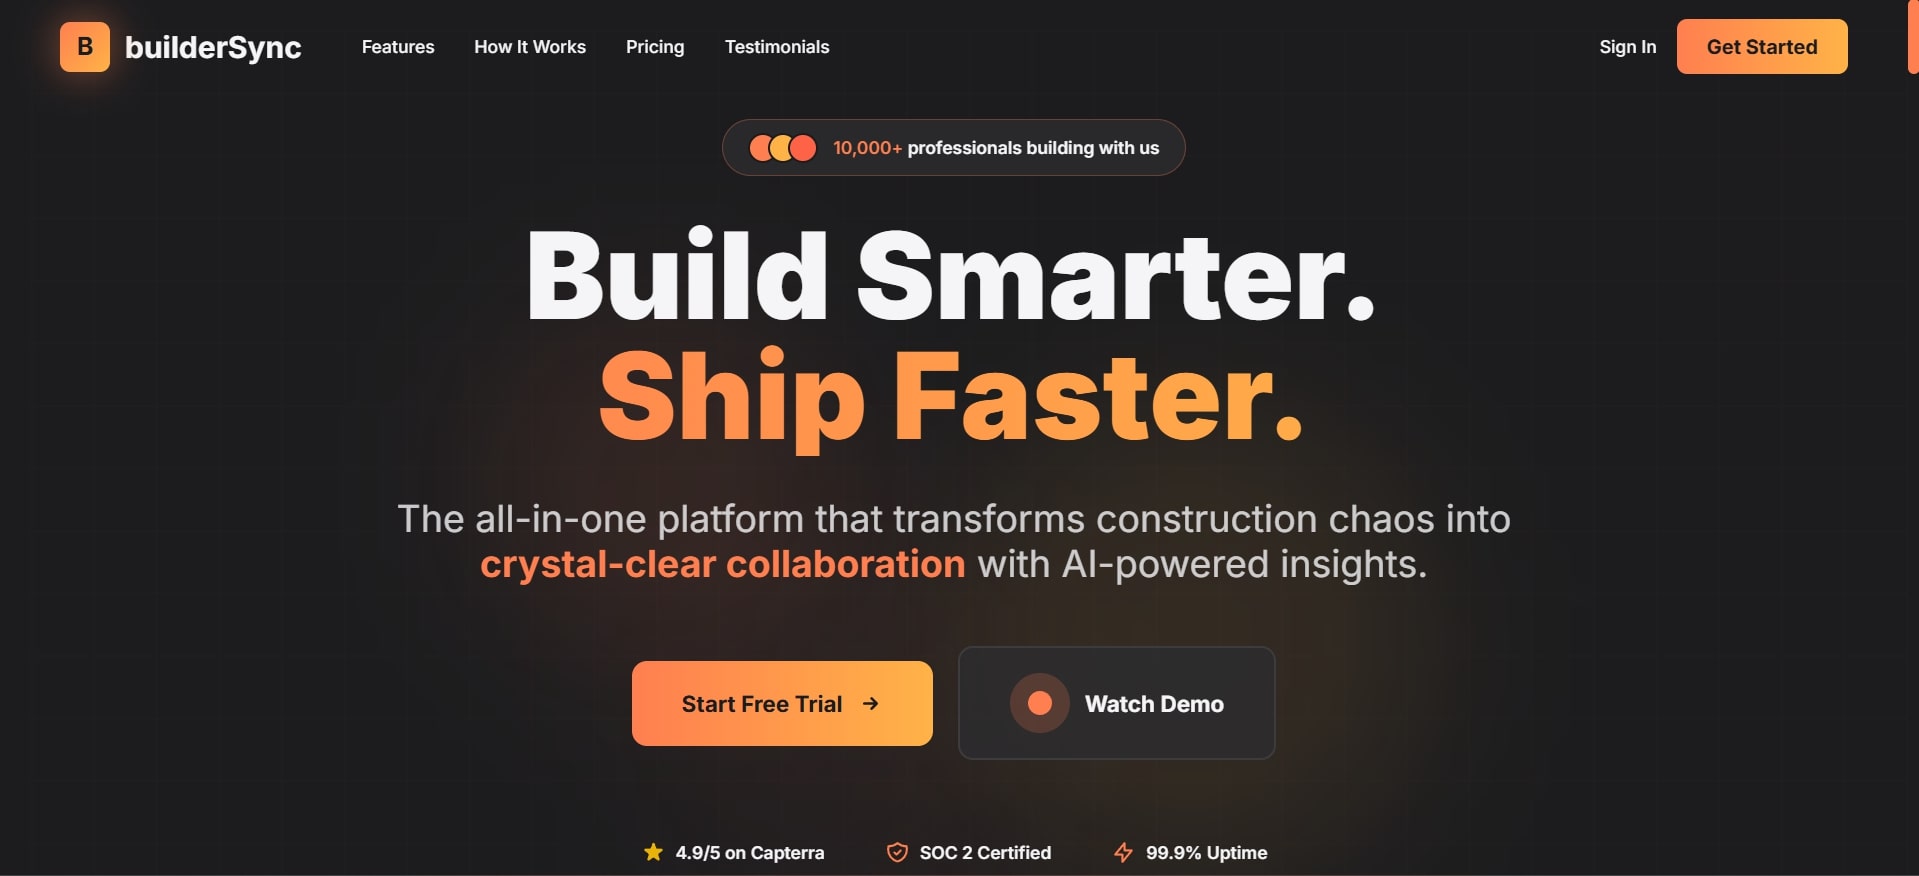 B builderSync Features How It Works Pricing Testimonials Sign In Get Started
10,000+ professionals building with us
Build Smarter.
Ship Faster.
The all-in-one platform that transforms construction chaos into
crystal-clear collaboration with AI-powered insights.
Start Free Trial → Watch Demo
4.9/5 on Capterra SOC 2 Certified 99.9% Uptime